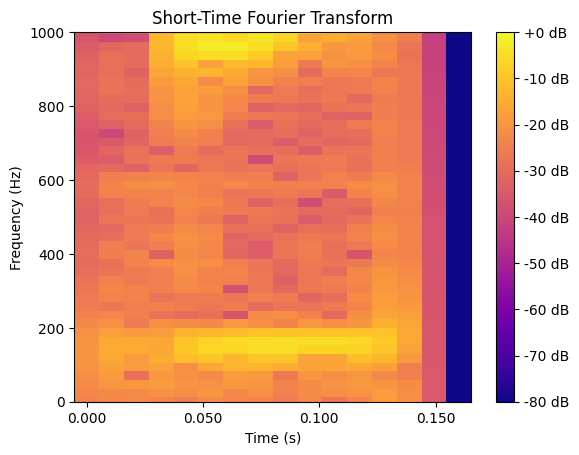 Short-Time Fourier Transform
1000
800
600
400
200
0
Frequency (Hz)
0.000
0.050
0.100
0.150
Time (s)
+0 dB
-10 dB
-20 dB
-30 dB
-40 dB
-50 dB
-60 dB
-70 dB
-80 dB